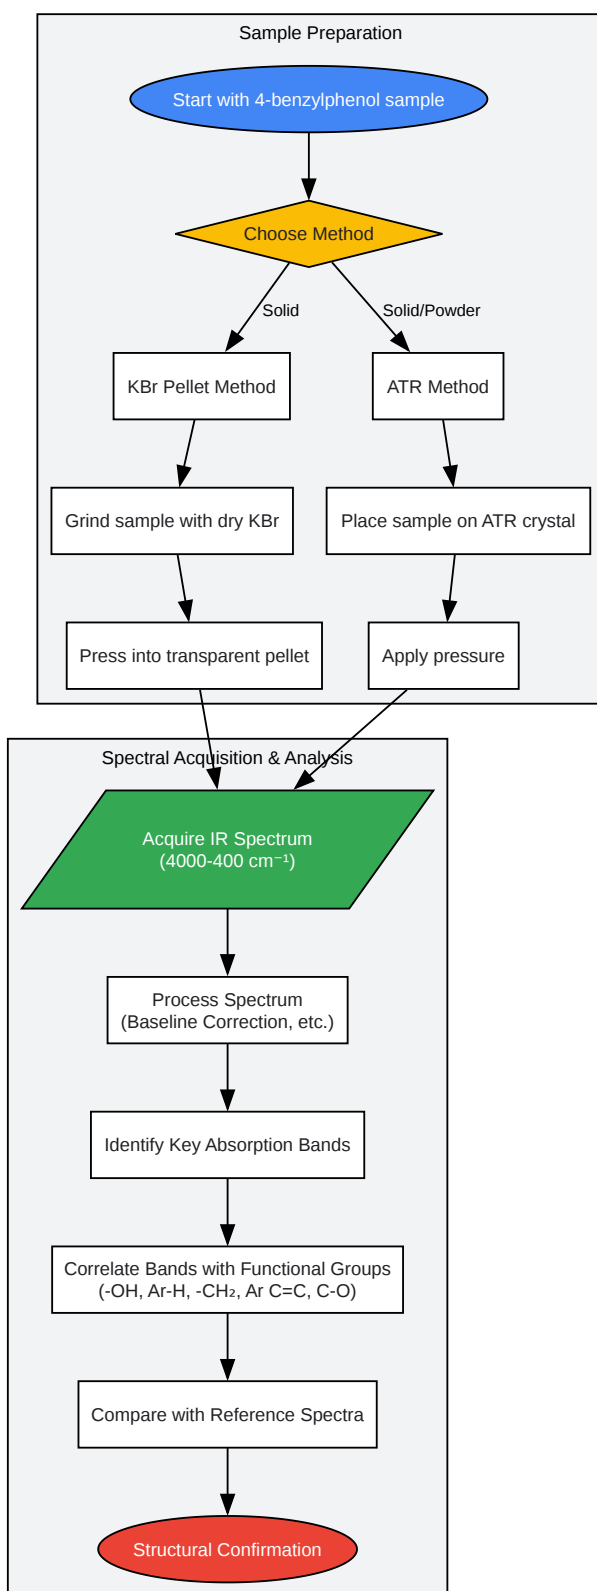 Sample Preparation
Start with 4-benzylphenol sample
Choose Method
Solid
Solid/Powder
KBr Pellet Method
ATR Method
Grind sample with dry KBr
Place sample on ATR crystal
Press into transparent pellet
Apply pressure
Spectral Acquisition & Analysis
Acquire IR Spectrum
(4000-400 cm⁻¹)
Process Spectrum
(Baseline Correction, etc.)
Identify Key Absorption Bands
Correlate Bands with Functional Groups
(-OH, Ar-H, -CH₂, Ar C=C, C-O)
Compare with Reference Spectra
Structural Confirmation